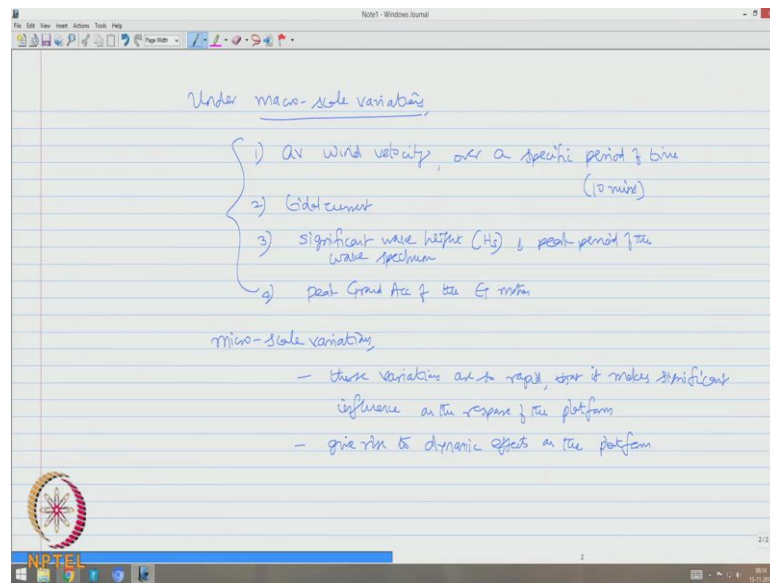 Note1 - Windows Journal
File Edit View Insert Actions Tools Help
Page Width
Under macro-scale variations,
1) av wind velocity, over a specific period of time
(10 mins)
2) tidal current
3) significant wave height (Hs) & peak period of the
wave spectrum
4) peak Ground Acc of the motion
micro-scale variations,
- these variations are so rapid, that it makes significant
influence on the response of the platform
- give rise to dynamic effects on the platform
NPTEL
2/2
2